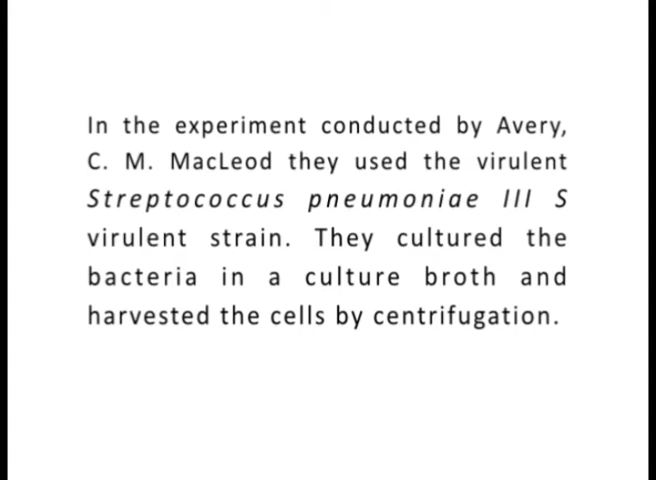 In the experiment conducted by Avery,
C. M. MacLeod they used the virulent
Streptococcus pneumoniae III S
virulent strain. They cultured the
bacteria in a culture broth and
harvested the cells by centrifugation.